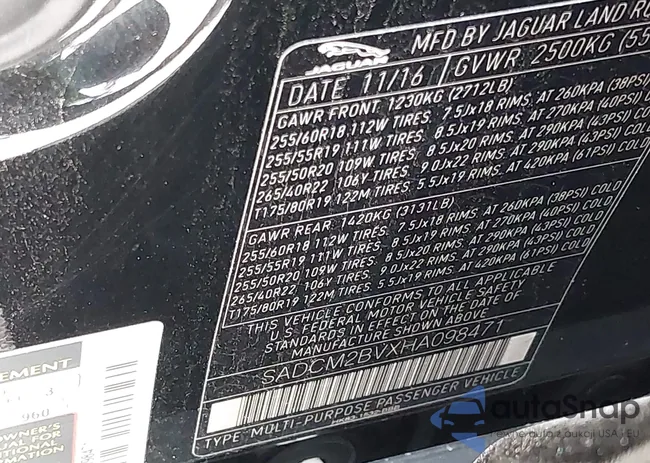 JAGUAR
MFD BY JAGUAR LAND RO
DATE: 11/16 GVWR 2500KG (55
GAWR FRONT 1230KG (2712LB)
255/60R18 112W TIRES. 7.5Jx18 RIMS. AT 260KPA (38PSI)
255/55R19 111W TIRES. 8.5Jx19 RIMS. AT 270KPA (40PSI) COLD
255/50R20 109W TIRES. 8.5Jx20 RIMS. AT 290KPA (43PSI) COLD
265/40R22 106Y TIRES. 9.0Jx22 RIMS. AT 290KPA (43PSI) COLD
T175/80R19 122M TIRES. 5.5Jx19 RIMS. AT 420KPA (61PSI) COLD
GAWR REAR 1420KG (3131LB)
255/60R18 112W TIRES. 7.5Jx18 RIMS. AT 260KPA (38PSI) COLD
255/55R19 111W TIRES. 8.5Jx19 RIMS. AT 270KPA (40PSI) COLD
255/50R20 109W TIRES. 8.5Jx20 RIMS. AT 290KPA (43PSI) COLD
265/40R22 106Y TIRES. 9.0Jx22 RIMS. AT 290KPA (43PSI) COLD
T175/80R19 122M TIRES. 5.5Jx19 RIMS. AT 420KPA (61PSI) COLD
THIS VEHICLE CONFORMS TO ALL APPLICABLE
U.S. FEDERAL MOTOR VEHICLE SAFETY
STANDARDS IN EFFECT ON THE DATE OF
MANUFACTURE SHOWN ABOVE
SADCM2BVXHA098471
TYPE: MULTI-PURPOSE PASSENGER VEHICLE
EMENT
3
960
OWNER'S
UAL FOR
ITIONAL
autoSnap